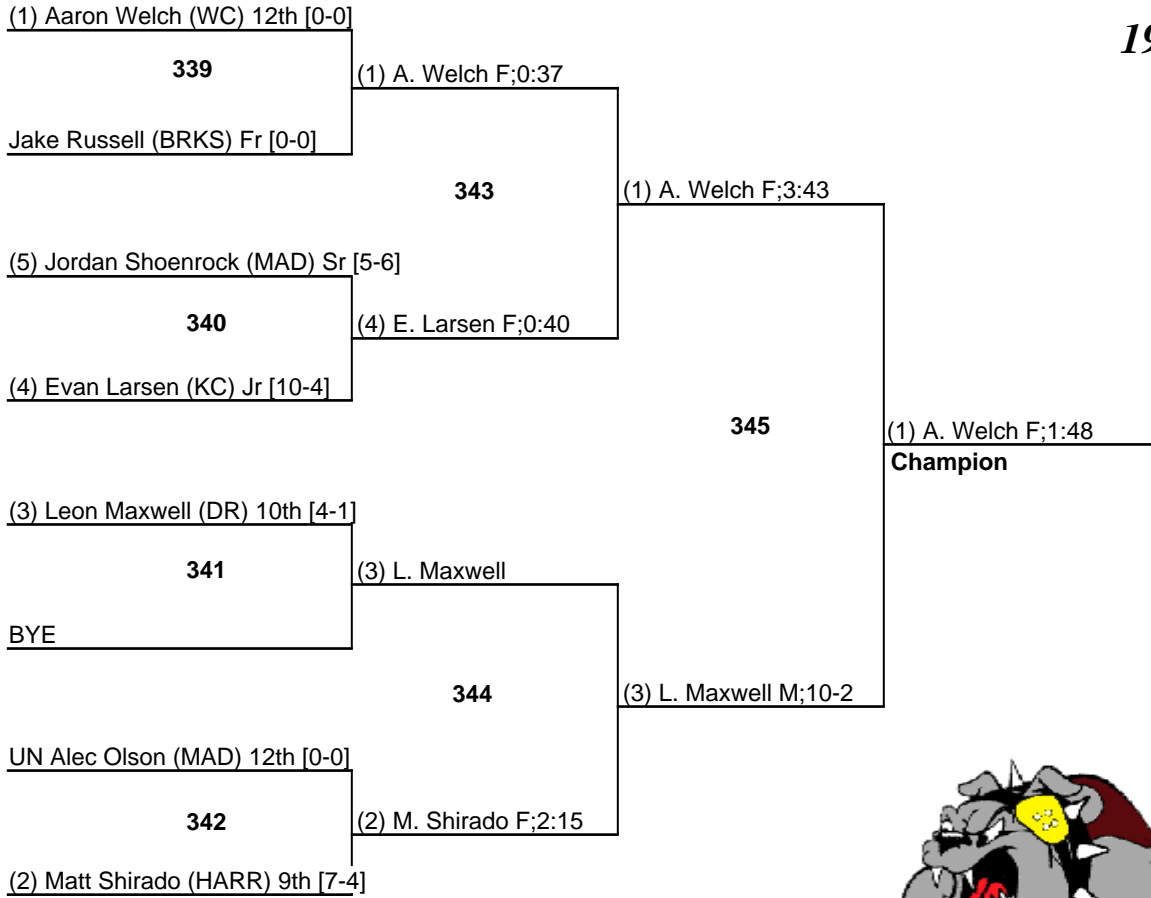 (1) Aaron Welch (WC) 12th [0-0]
19
339
(1) A. Welch F;0:37
Jake Russell (BRKS) Fr [0-0]
343
(1) A. Welch F;3:43
(5) Jordan Shoenrock (MAD) Sr [5-6]
340
(4) E. Larsen F;0:40
(4) Evan Larsen (KC) Jr [10-4]
345
(1) A. Welch F;1:48
Champion
(3) Leon Maxwell (DR) 10th [4-1]
341
(3) L. Maxwell
BYE
344
(3) L. Maxwell M;10-2
UN Alec Olson (MAD) 12th [0-0]
342
(2) M. Shirado F;2:15
(2) Matt Shirado (HARR) 9th [7-4]